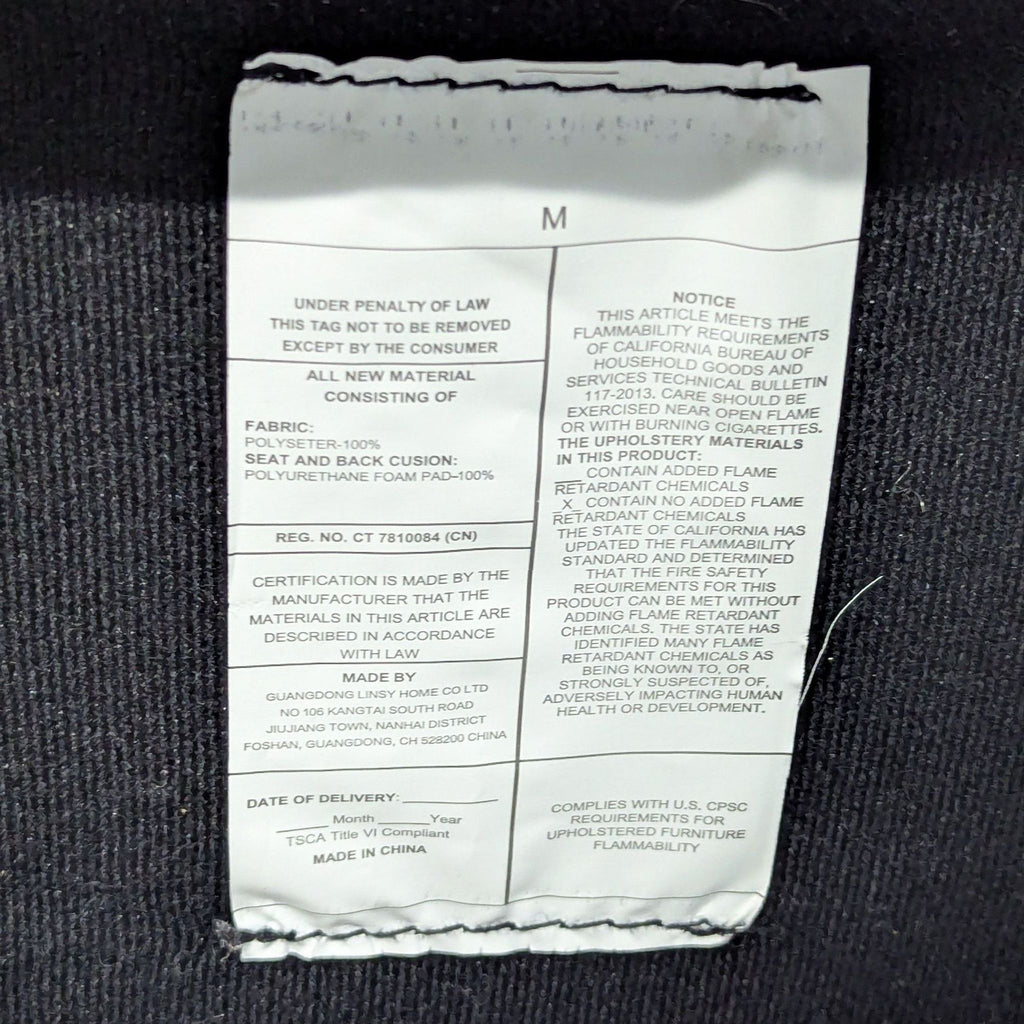 M
UNDER PENALTY OF LAW
THIS TAG NOT TO BE REMOVED
EXCEPT BY THE CONSUMER
ALL NEW MATERIAL
CONSISTING OF
FABRIC:
POLYSETER-100%
SEAT AND BACK CUSION:
POLYURETHANE FOAM PAD-100%
REG. NO. CT 7810084 (CN)
CERTIFICATION IS MADE BY THE
MANUFACTURER THAT THE
MATERIALS IN THIS ARTICLE ARE
DESCRIBED IN ACCORDANCE
WITH LAW
MADE BY
GUANGDONG LINSY HOME CO LTD
NO 106 KANGTAI SOUTH ROAD
JIUJIANG TOWN, NANHAI DISTRICT
FOSHAN, GUANGDONG, CH 528200 CHINA
DATE OF DELIVERY: ________
_____ Month _____ Year
TSCA Title VI Compliant
MADE IN CHINA
NOTICE
THIS ARTICLE MEETS THE
FLAMMABILITY REQUIREMENTS
OF CALIFORNIA BUREAU OF
HOUSEHOLD GOODS AND
SERVICES TECHNICAL BULLETIN
117-2013. CARE SHOULD BE
EXERCISED NEAR OPEN FLAME
OR WITH BURNING CIGARETTES.
THE UPHOLSTERY MATERIALS
IN THIS PRODUCT:
___ CONTAIN ADDED FLAME
RETARDANT CHEMICALS
_X_ CONTAIN NO ADDED FLAME
RETARDANT CHEMICALS
THE STATE OF CALIFORNIA HAS
UPDATED THE FLAMMABILITY
STANDARD AND DETERMINED
THAT THE FIRE SAFETY
REQUIREMENTS FOR THIS
PRODUCT CAN BE MET WITHOUT
ADDING FLAME RETARDANT
CHEMICALS. THE STATE HAS
IDENTIFIED MANY FLAME
RETARDANT CHEMICALS AS
BEING KNOWN TO, OR
STRONGLY SUSPECTED OF,
ADVERSELY IMPACTING HUMAN
HEALTH OR DEVELOPMENT.
COMPLIES WITH U.S. CPSC
REQUIREMENTS FOR
UPHOLSTERED FURNITURE
FLAMMABILITY